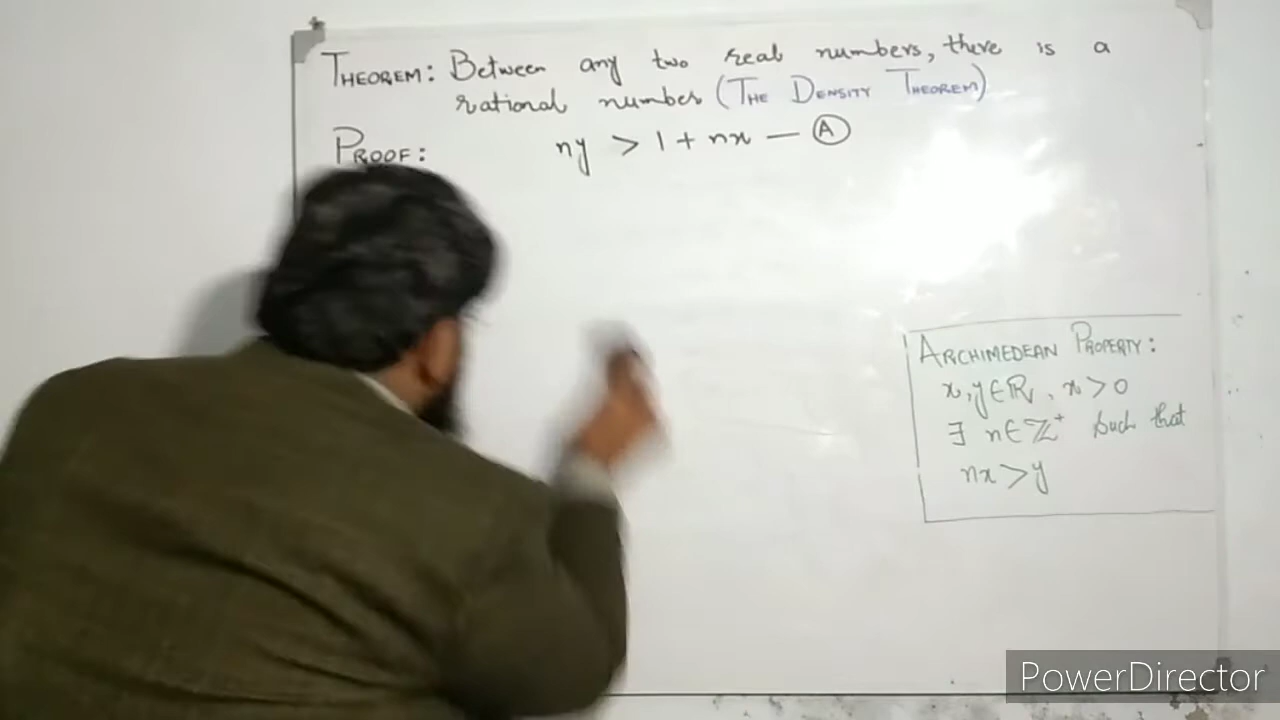 THEOREM: Between any two real numbers, there is a
rational number (THE DENSITY THEOREM)
PROOF: ny > 1 + nx — Ⓐ
ARCHIMEDEAN PROPERTY:
x, y ∈ ℝ, x > 0
∃ n ∈ ℤ⁺ such that
nx > y
PowerDirector